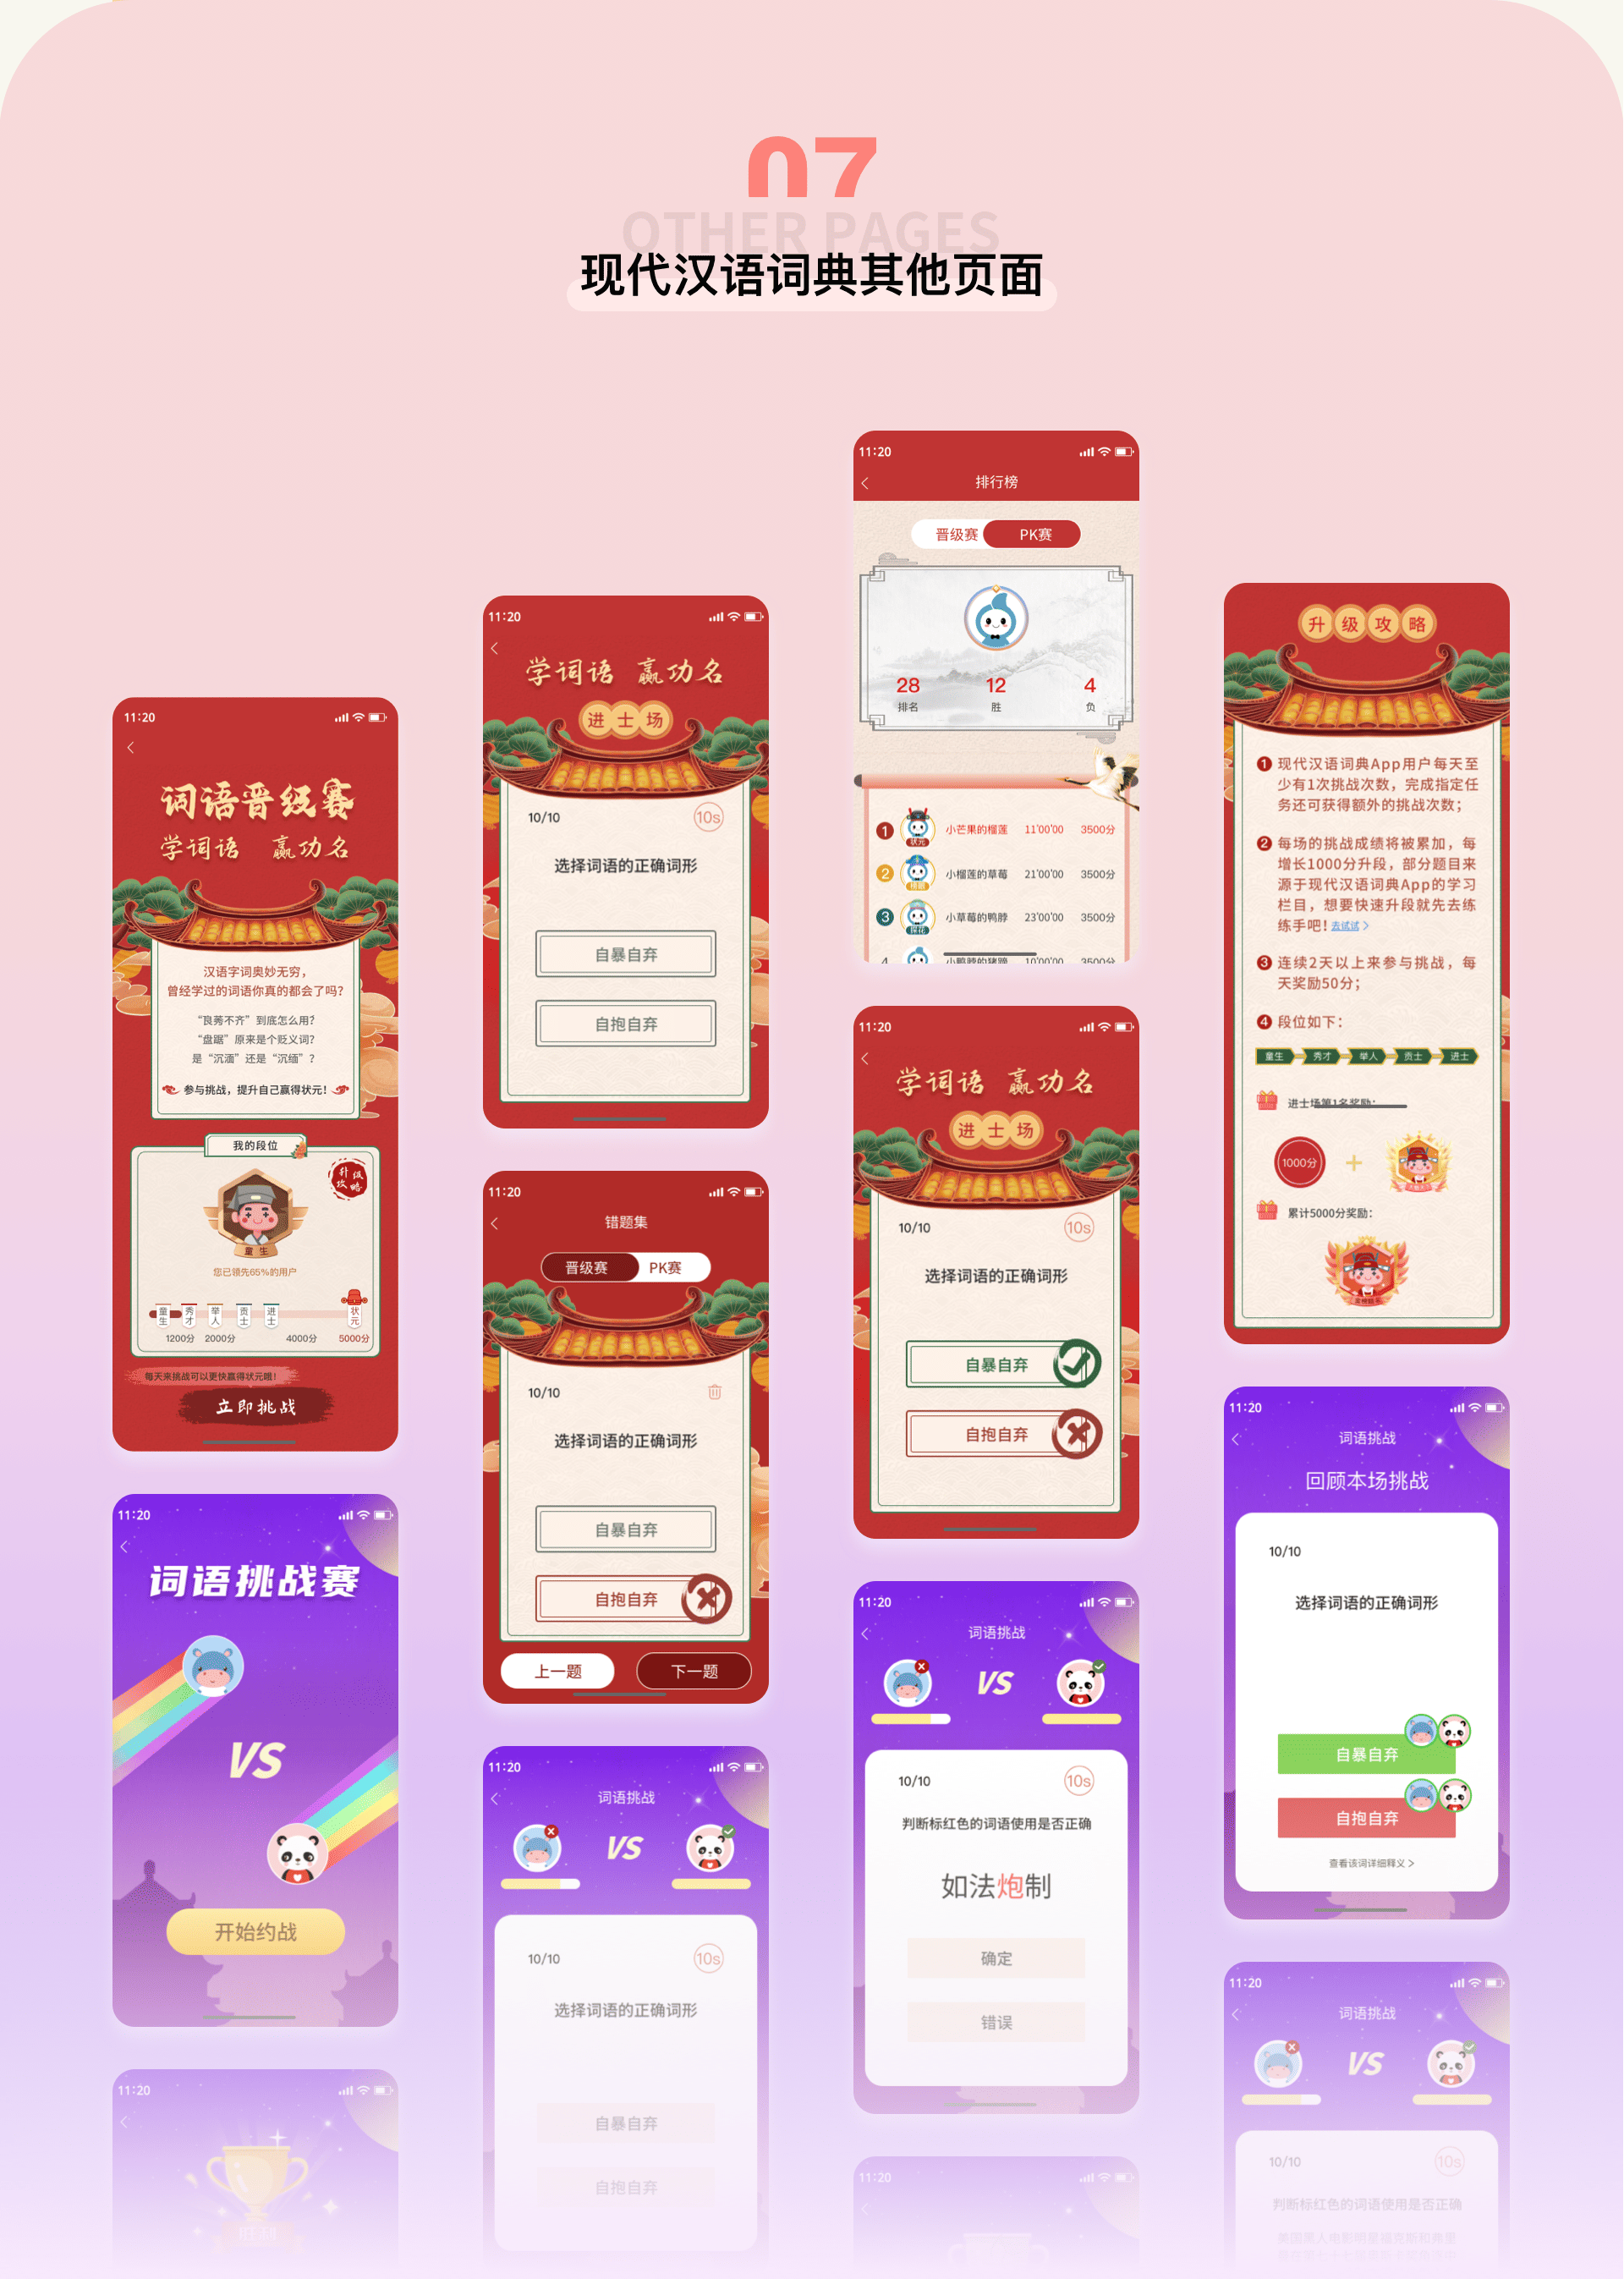 07
OTHER PAGES
现代汉语词典其他页面
11:20
词语晋级赛
学词语 赢功名
汉语字词奥妙无穷，
曾经学过的词语你真的都会了吗？
“良莠不齐”到底怎么用？
“盘踞”原来是个贬义词？
是“沉湎”还是“沉缅”？
参与挑战，提升自己赢得状元！
我的段位
升级
攻略
童生
您已领先65%的用户
童生 秀才 举人 贡士 进士 状元
1200分 2000分 4000分 5000分
每天来挑战可以更快赢得状元哦！
立即挑战
11:20
词语挑战赛
VS
开始约战
11:20
11:20
学词语 赢功名
进士场
10/10 10s
选择词语的正确词形
自暴自弃
自抱自弃
11:20
错题集
晋级赛 PK赛
10/10
选择词语的正确词形
自暴自弃
自抱自弃
上一题 下一题
11:20
词语挑战
VS
10/10 10s
选择词语的正确词形
自暴自弃
自抱自弃
11:20
排行榜
晋级赛 PK赛
28 12 4
排名 胜 负
1 状元 小芒果的榴莲 11'00'00 3500分
2 榜眼 小榴莲的草莓 21'00'00 3500分
3 探花 小草莓的鸭脖 23'00'00 3500分
4 小鸭脖的猪蹄 10'00'00 3500分
11:20
学词语 赢功名
进士场
10/10 10s
选择词语的正确词形
自暴自弃
自抱自弃
11:20
词语挑战
VS
10/10 10s
判断标红色的词语使用是否正确
如法炮制
确定
错误
11:20
升级攻略
1 现代汉语词典App用户每天至
少有1次挑战次数，完成指定任
务还可获得额外的挑战次数；
2 每场的挑战成绩将被累加，每
增长1000分升段，部分题目来
源于现代汉语词典App的学习
栏目，想要快速升段就先去练
练手吧！去试试 >
3 连续2天以上来参与挑战，每
天奖励50分；
4 段位如下：
童生 秀才 举人 贡士 进士
进士场第1名奖励：
1000分 +
累计5000分奖励：
11:20
词语挑战
回顾本场挑战
10/10
选择词语的正确词形
自暴自弃
自抱自弃
查看该词详细释义 >
11:20
词语挑战
VS
10/10 10s
判断标红色的词语使用是否正确